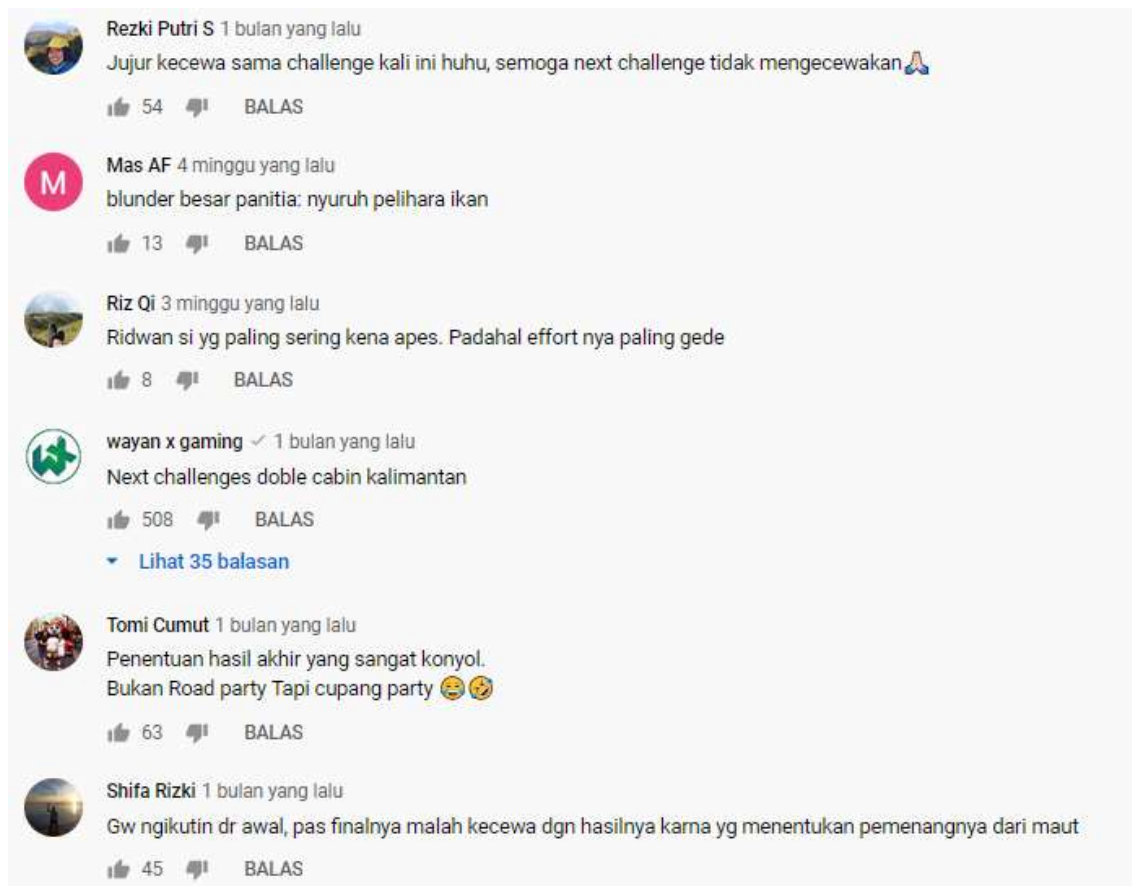 Rezki Putri S 1 bulan yang lalu
Jujur kecewa sama challenge kali ini huhu, semoga next challenge tidak mengecewakan🙏🏻
54 BALAS
M
Mas AF 4 minggu yang lalu
blunder besar panitia: nyuruh pelihara ikan
13 BALAS
Riz Qi 3 minggu yang lalu
Ridwan si yg paling sering kena apes. Padahal effort nya paling gede
8 BALAS
wayan x gaming ✓ 1 bulan yang lalu
Next challenges doble cabin kalimantan
508 BALAS
Lihat 35 balasan
Tomi Cumut 1 bulan yang lalu
Penentuan hasil akhir yang sangat konyol.
Bukan Road party Tapi cupang party 😂🤣
63 BALAS
Shifa Rizki 1 bulan yang lalu
Gw ngikutin dr awal, pas finalnya malah kecewa dgn hasilnya karna yg menentukan pemenangnya dari maut
45 BALAS